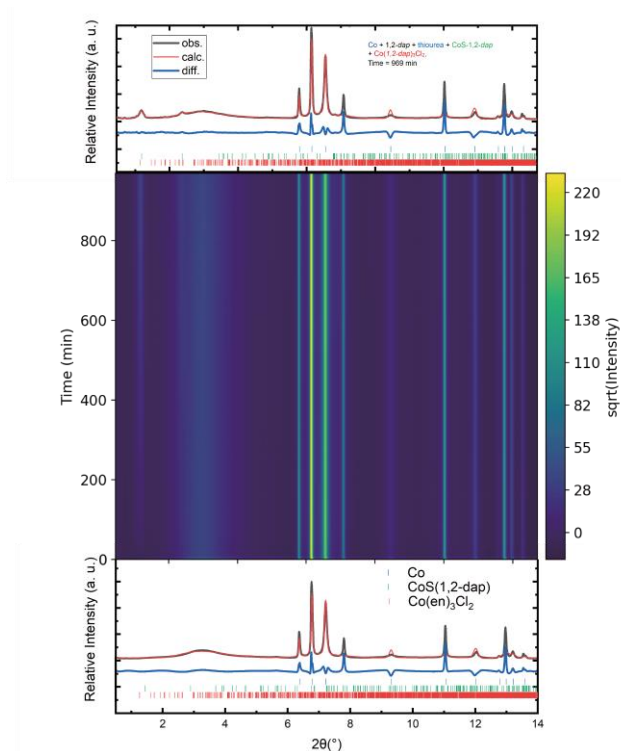 Relative Intensity (a. u.)
obs.
calc.
diff.
Co + 1,2-dap + thiourea + CoS-1,2-dap
+ Co(1,2-dap)₃Cl₂,
Time = 969 min
Time (min)
800
600
400
200
0
220
192
165
138
110
82
55
28
0
sqrt(Intensity)
Relative Intensity (a. u.)
Co
CoS(1,2-dap)
Co(en)₃Cl₂
2 4 6 8 10 12 14
2θ(°)